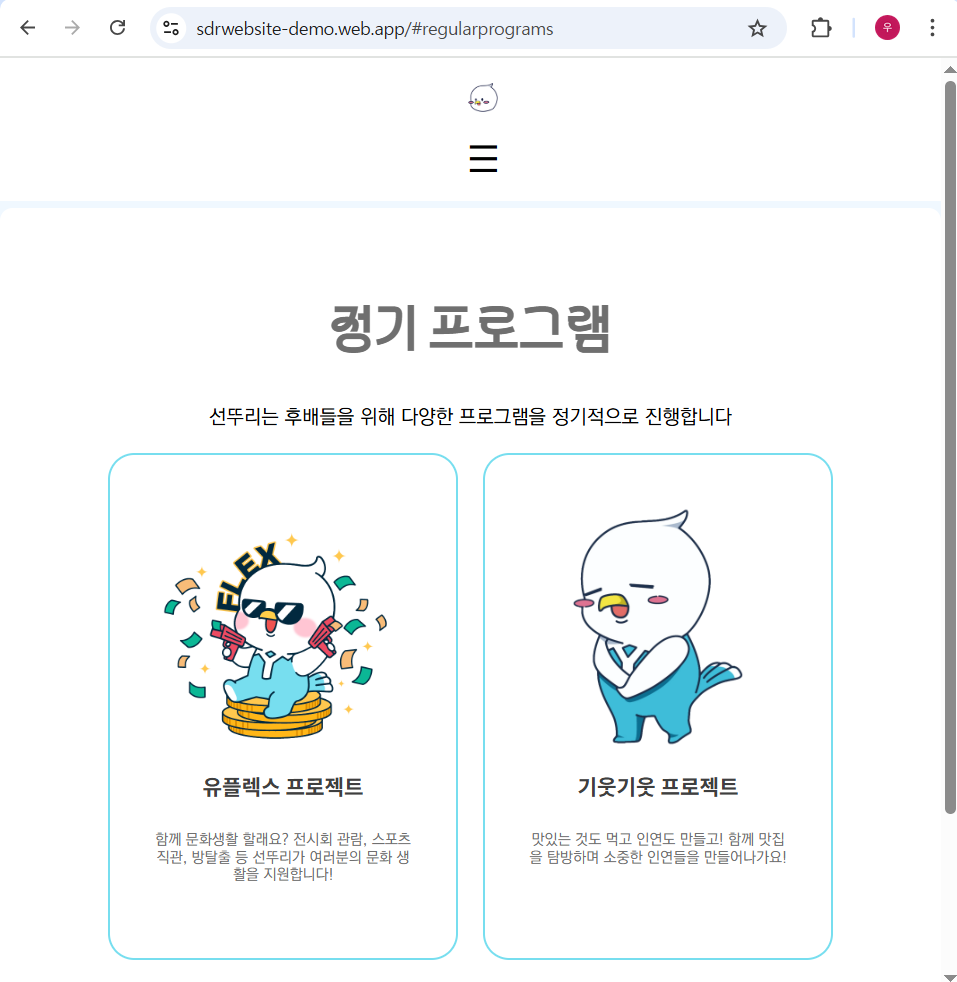 sdrwebsite-demo.web.app/#regularprograms
우
정기 프로그램
선뚜리는 후배들을 위해 다양한 프로그램을 정기적으로 진행합니다
FLEX
유플렉스 프로젝트
함께 문화생활 할래요? 전시회 관람, 스포츠
직관, 방탈출 등 선뚜리가 여러분의 문화 생
활을 지원합니다!
기웃기웃 프로젝트
맛있는 것도 먹고 인연도 만들고! 함께 맛집
을 탐방하며 소중한 인연들을 만들어나가요!